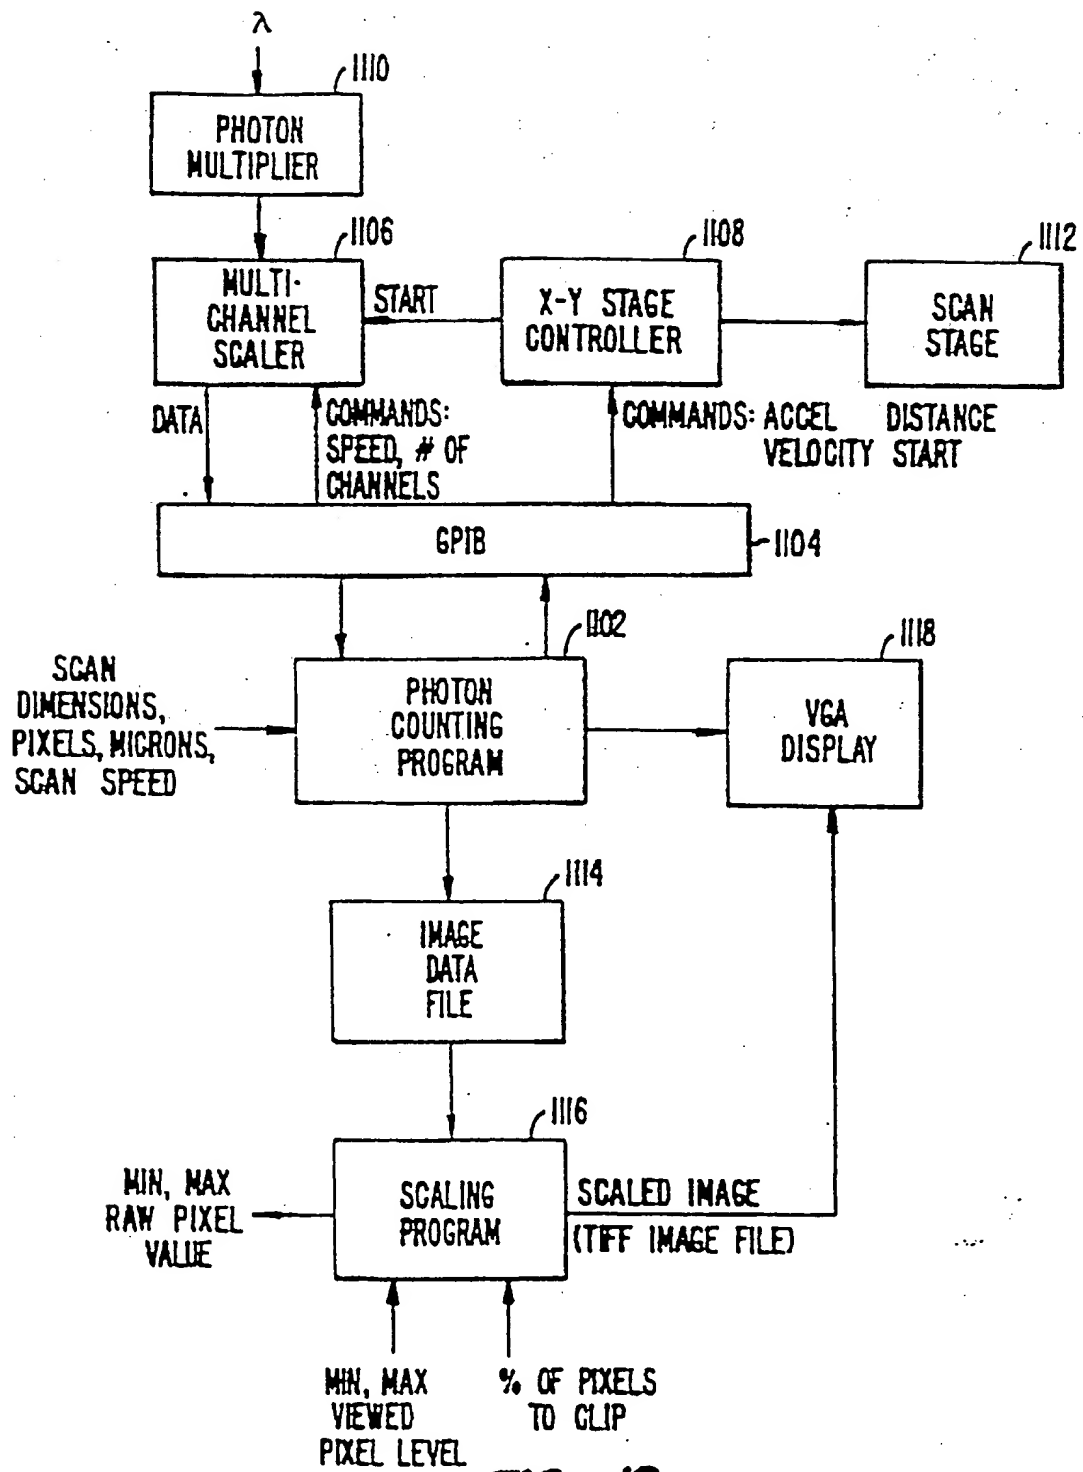 λ
1110
PHOTON
MULTIPLIER
1106
MULTI-
CHANNEL
SCALER
START
1108
X-Y STAGE
CONTROLLER
1112
SCAN
STAGE
DATA
COMMANDS:
SPEED, # OF
CHANNELS
COMMANDS: ACCEL DISTANCE
VELOCITY START
GPIB
1104
1102
SCAN
DIMENSIONS,
PIXELS, MICRONS,
SCAN SPEED
PHOTON
COUNTING
PROGRAM
1118
VGA
DISPLAY
1114
IMAGE
DATA
FILE
1116
MIN, MAX
RAW PIXEL
VALUE
SCALING
PROGRAM
SCALED IMAGE
(TIFF IMAGE FILE)
MIN, MAX
VIEWED
PIXEL LEVEL
% OF PIXELS
TO CLIP